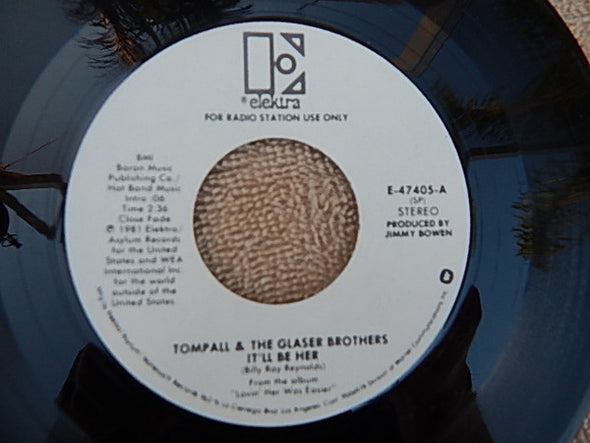 elektra
FOR RADIO STATION USE ONLY
BMI
Baron Music
Publishing Co./
Hat Band Music
Intro :06
Time 2:36
Close Fade
℗ 1981 Elektra/
Asylum Records
for the United
States and WEA
International Inc.
for the world
outside of the
United States.
E-47405-A
(SP)
STEREO
PRODUCED BY
JIMMY BOWEN
TOMPALL & THE GLASER BROTHERS
IT'LL BE HER
(Billy Ray Reynolds)
From the album
"Lovin' Her Was Easier"